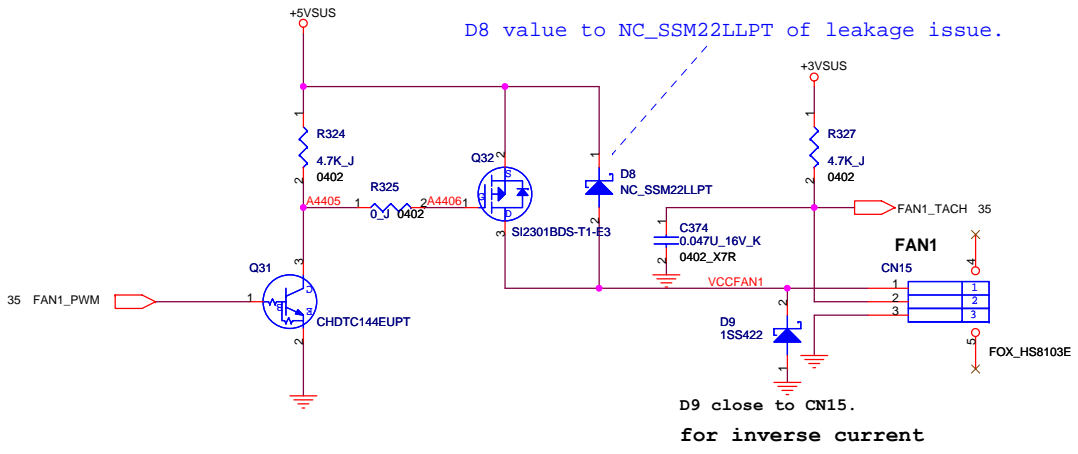 +5VSUS
D8 value to NC_SSM22LLPT of leakage issue.
+3VSUS
1
R324
4.7K_J
0402
2
A4405
1
R325
0_J
0402
2
A4406
1
Q32
2
S
G
D
SI2301BDS-T1-E3
3
1
D8
NC_SSM22LLPT
2
1
R327
4.7K_J
0402
2
FAN1_TACH 35
1
C374
0.047U_16V_K
0402_X7R
2
FAN1
4
CN15
1 1
2 2
3 3
5
FOX_HS8103E
VCCFAN1
2
D9
1SS422
1
Q31
3
35 FAN1_PWM
1
B
C
E
CHDTC144EUPT
2
D9 close to CN15.
for inverse current